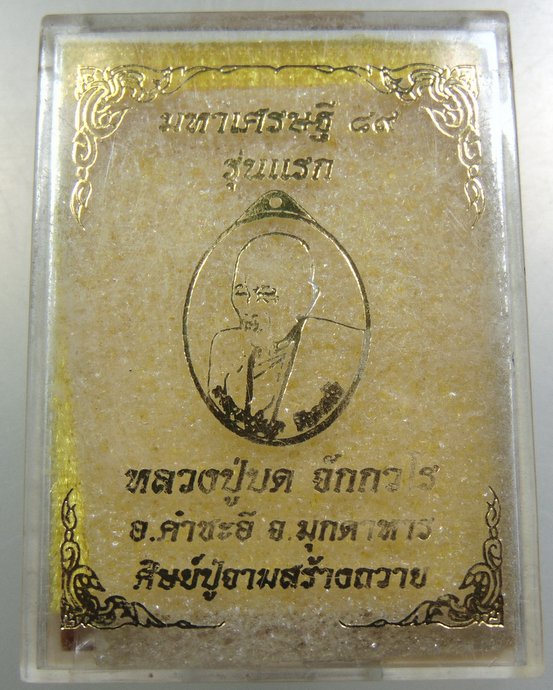 มหาเศรษฐี ๘๙
รุ่นแรก
หลวงปู่บด จักกวโร
อ.คำชะอี จ.มุกดาหาร
ศิษย์ปู่จามสร้างถวาย